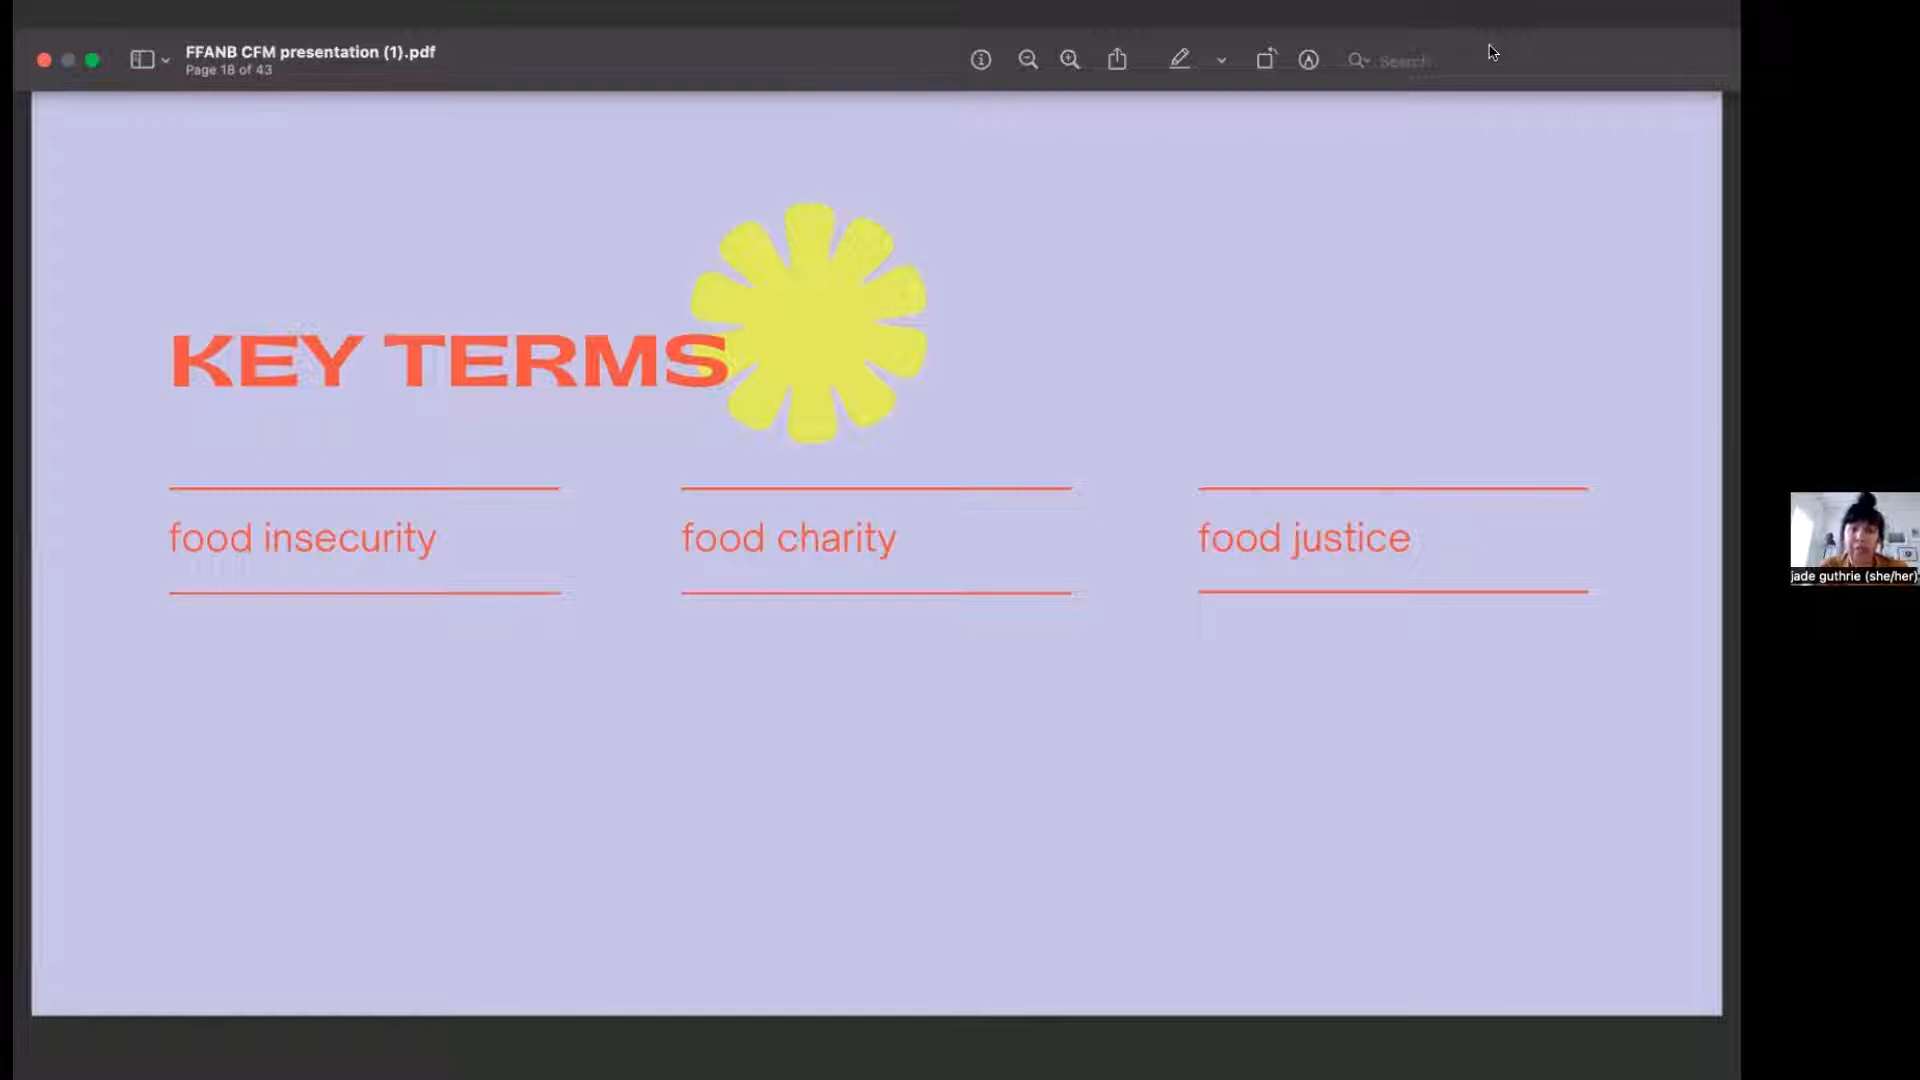 FFANB CFM presentation (1).pdf
Page 18 of 43
Search
KEY TERMS
food insecurity
food charity
food justice
jade guthrie (she/her)